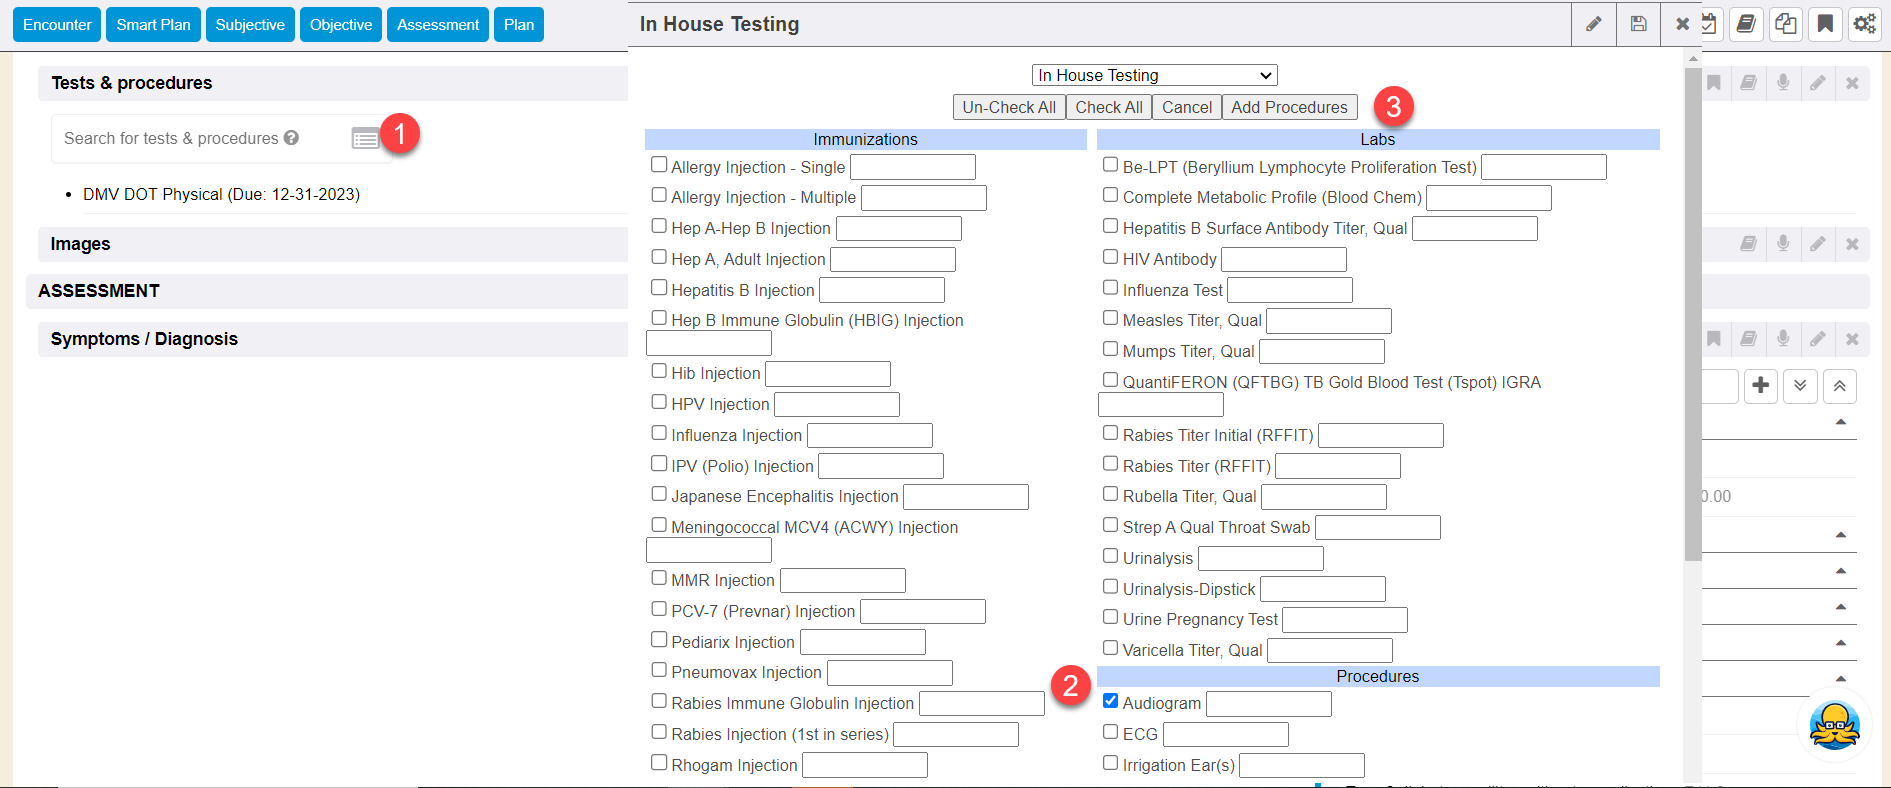 Encounter
Smart Plan
Subjective
Objective
Assessment
Plan
In House Testing
Tests & procedures
Search for tests & procedures
1
DMV DOT Physical (Due: 12-31-2023)
Images
ASSESSMENT
Symptoms / Diagnosis
In House Testing
Un-Check All
Check All
Cancel
Add Procedures
3
Immunizations
Allergy Injection - Single
Allergy Injection - Multiple
Hep A-Hep B Injection
Hep A, Adult Injection
Hepatitis B Injection
Hep B Immune Globulin (HBIG) Injection
Hib Injection
HPV Injection
Influenza Injection
IPV (Polio) Injection
Japanese Encephalitis Injection
Meningococcal MCV4 (ACWY) Injection
MMR Injection
PCV-7 (Prevnar) Injection
Pediarix Injection
Pneumovax Injection
Rabies Immune Globulin Injection
Rabies Injection (1st in series)
Rhogam Injection
Labs
Be-LPT (Beryllium Lymphocyte Proliferation Test)
Complete Metabolic Profile (Blood Chem)
Hepatitis B Surface Antibody Titer, Qual
HIV Antibody
Influenza Test
Measles Titer, Qual
Mumps Titer, Qual
QuantiFERON (QFTBG) TB Gold Blood Test (Tspot) IGRA
Rabies Titer Initial (RFFIT)
Rabies Titer (RFFIT)
Rubella Titer, Qual
Strep A Qual Throat Swab
Urinalysis
Urinalysis-Dipstick
Urine Pregnancy Test
Varicella Titer, Qual
2
Procedures
Audiogram
ECG
Irrigation Ear(s)
0.00